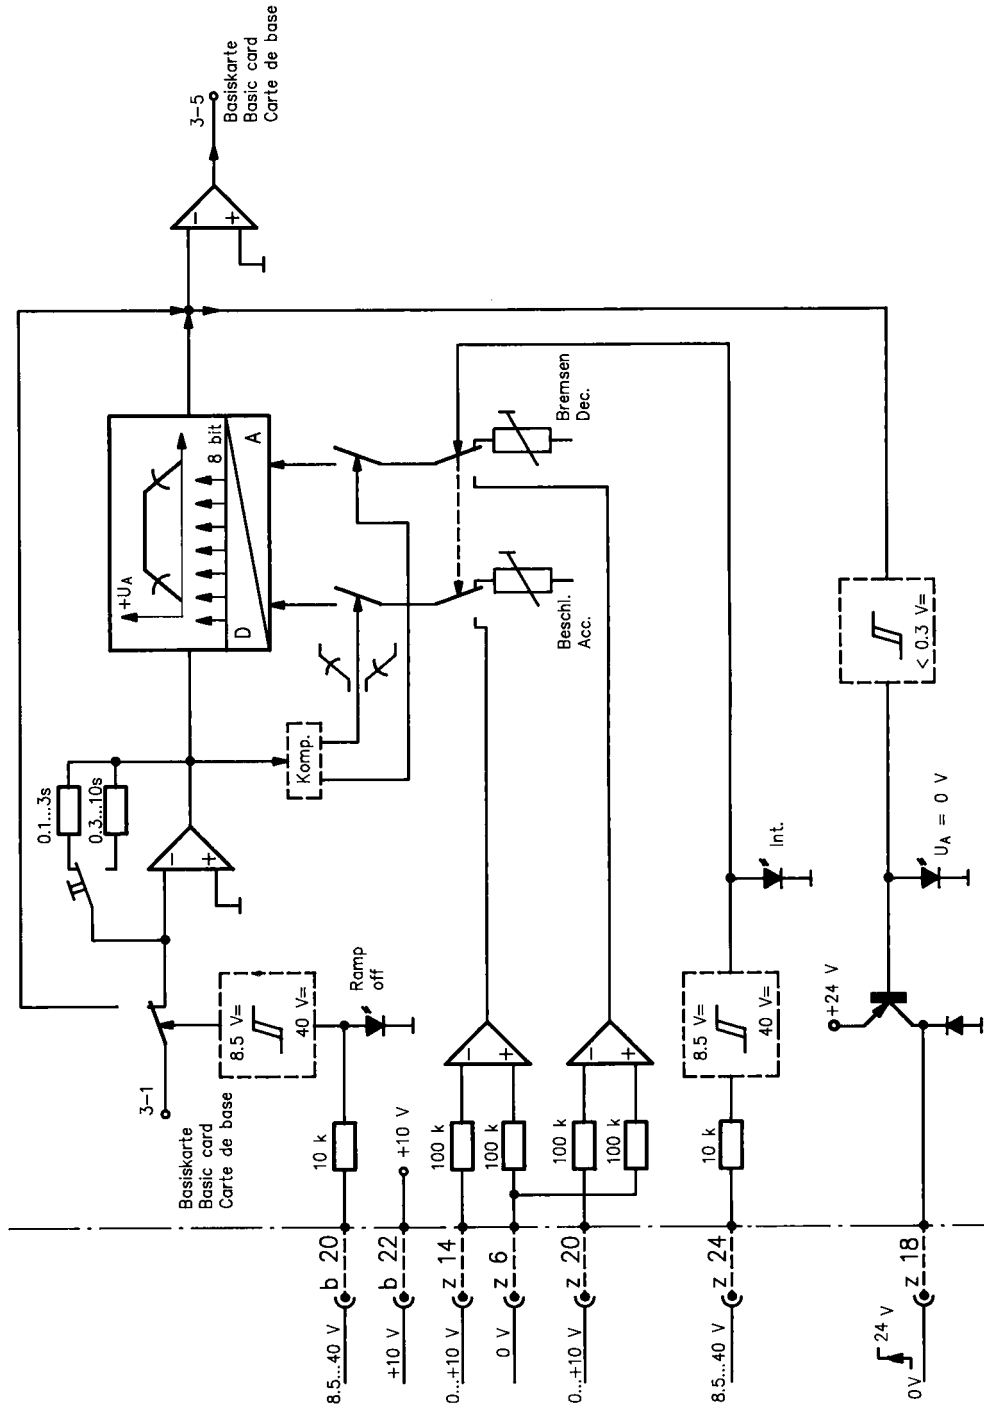 3-5
Basiskarte
Basic card
Carte de base
+UA
8 bit
D
A
0.1...3s
0.3...10s
Komp.
Bremsen
Dec.
Beschl.
Acc.
3-1
Basiskarte
Basic card
Carte de base
8.5 V=
40 V=
Ramp
off
10 k
+10 V
100 k
100 k
100 k
100 k
8.5 V=
40 V=
10 k
Int.
< 0.3 V=
UA = 0 V
+24 V
b 20
8.5...40 V
b 22
+10 V
z 14
0...+10 V
z 6
0 V
z 20
0...+10 V
z 24
8.5...40 V
z 18
24 V
0V
-
+
-
+
-
+
-
+